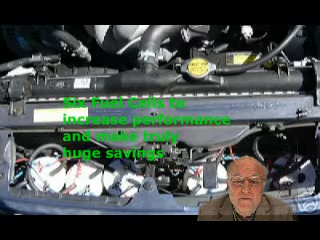 Six Fuel Cells to
increase performance
and make truly
huge savings